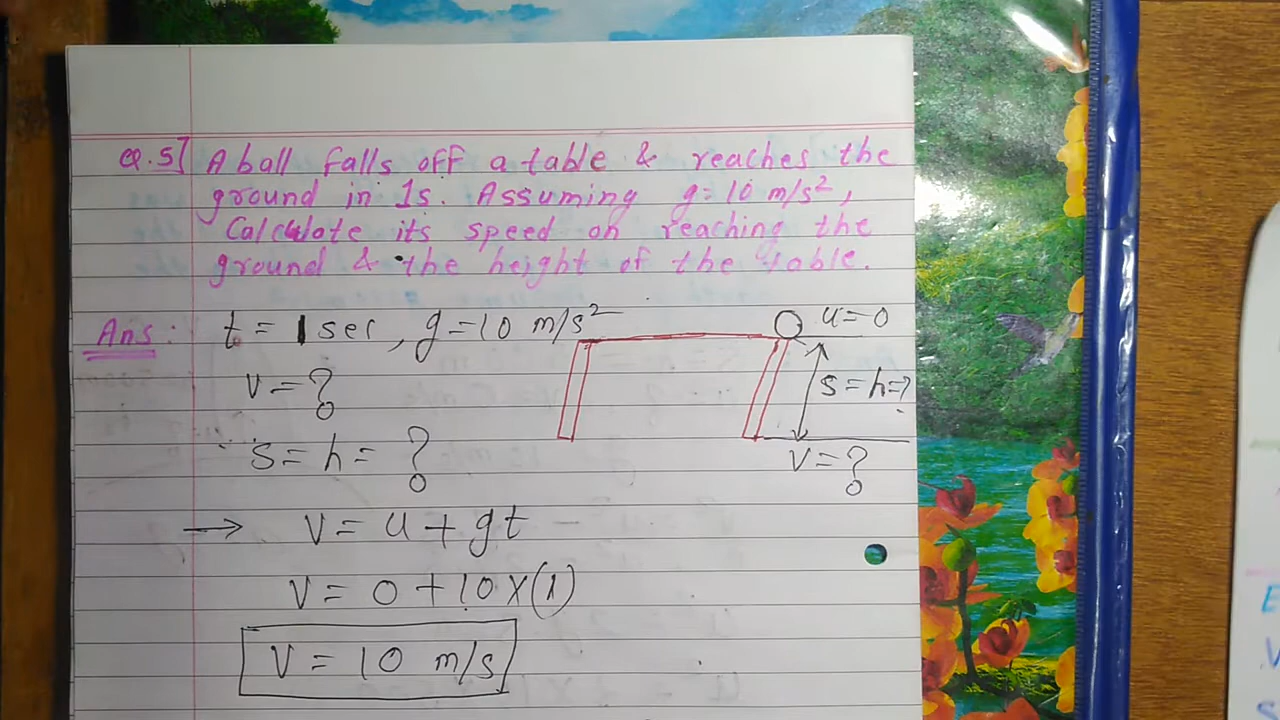 Q.5] A ball falls off a table & reaches the
ground in 1s. Assuming g=10 m/s²,
Calculate its speed on reaching the
ground & the height of the table.
Ans: t = 1 sec, g = 10 m/s²
u = 0
v = ?
s = h = ?
s = h = ?
v = ?
→ v = u + gt
v = 0 + 10 × (1)
v = 10 m/s
E
V
S